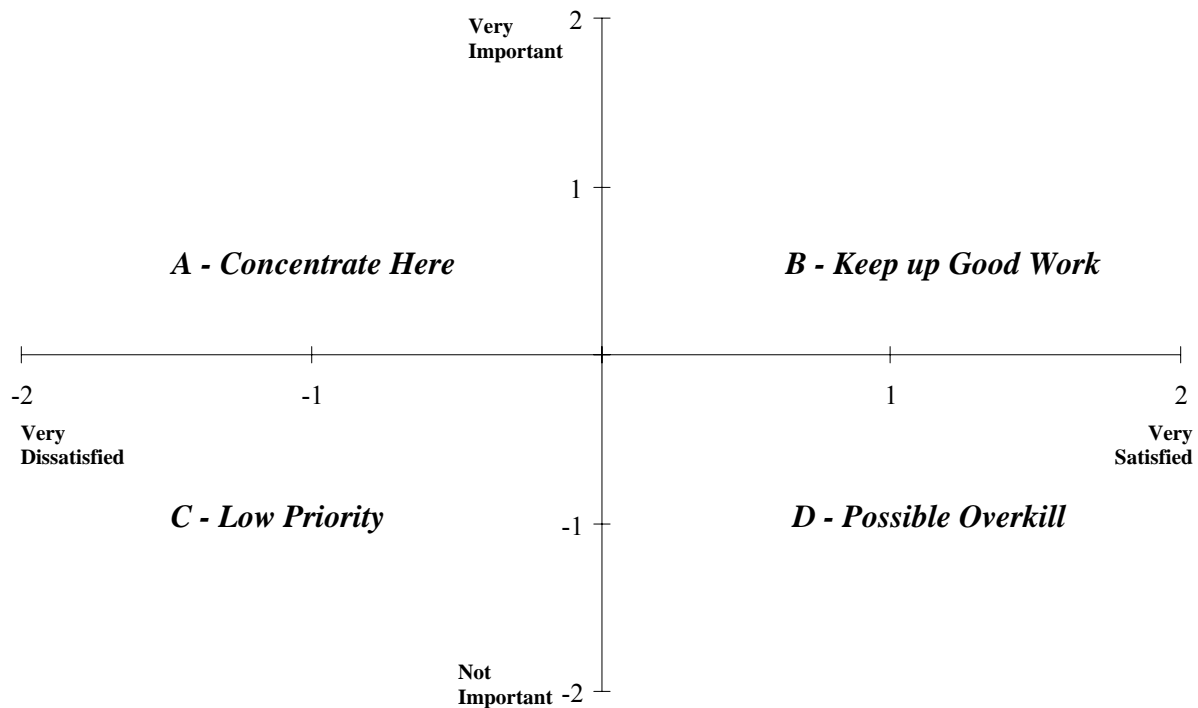 Very
Important
2
1
A - Concentrate Here
B - Keep up Good Work
-2
-1
1
2
Very
Dissatisfied
Very
Satisfied
C - Low Priority
-1
D - Possible Overkill
Not
Important
-2